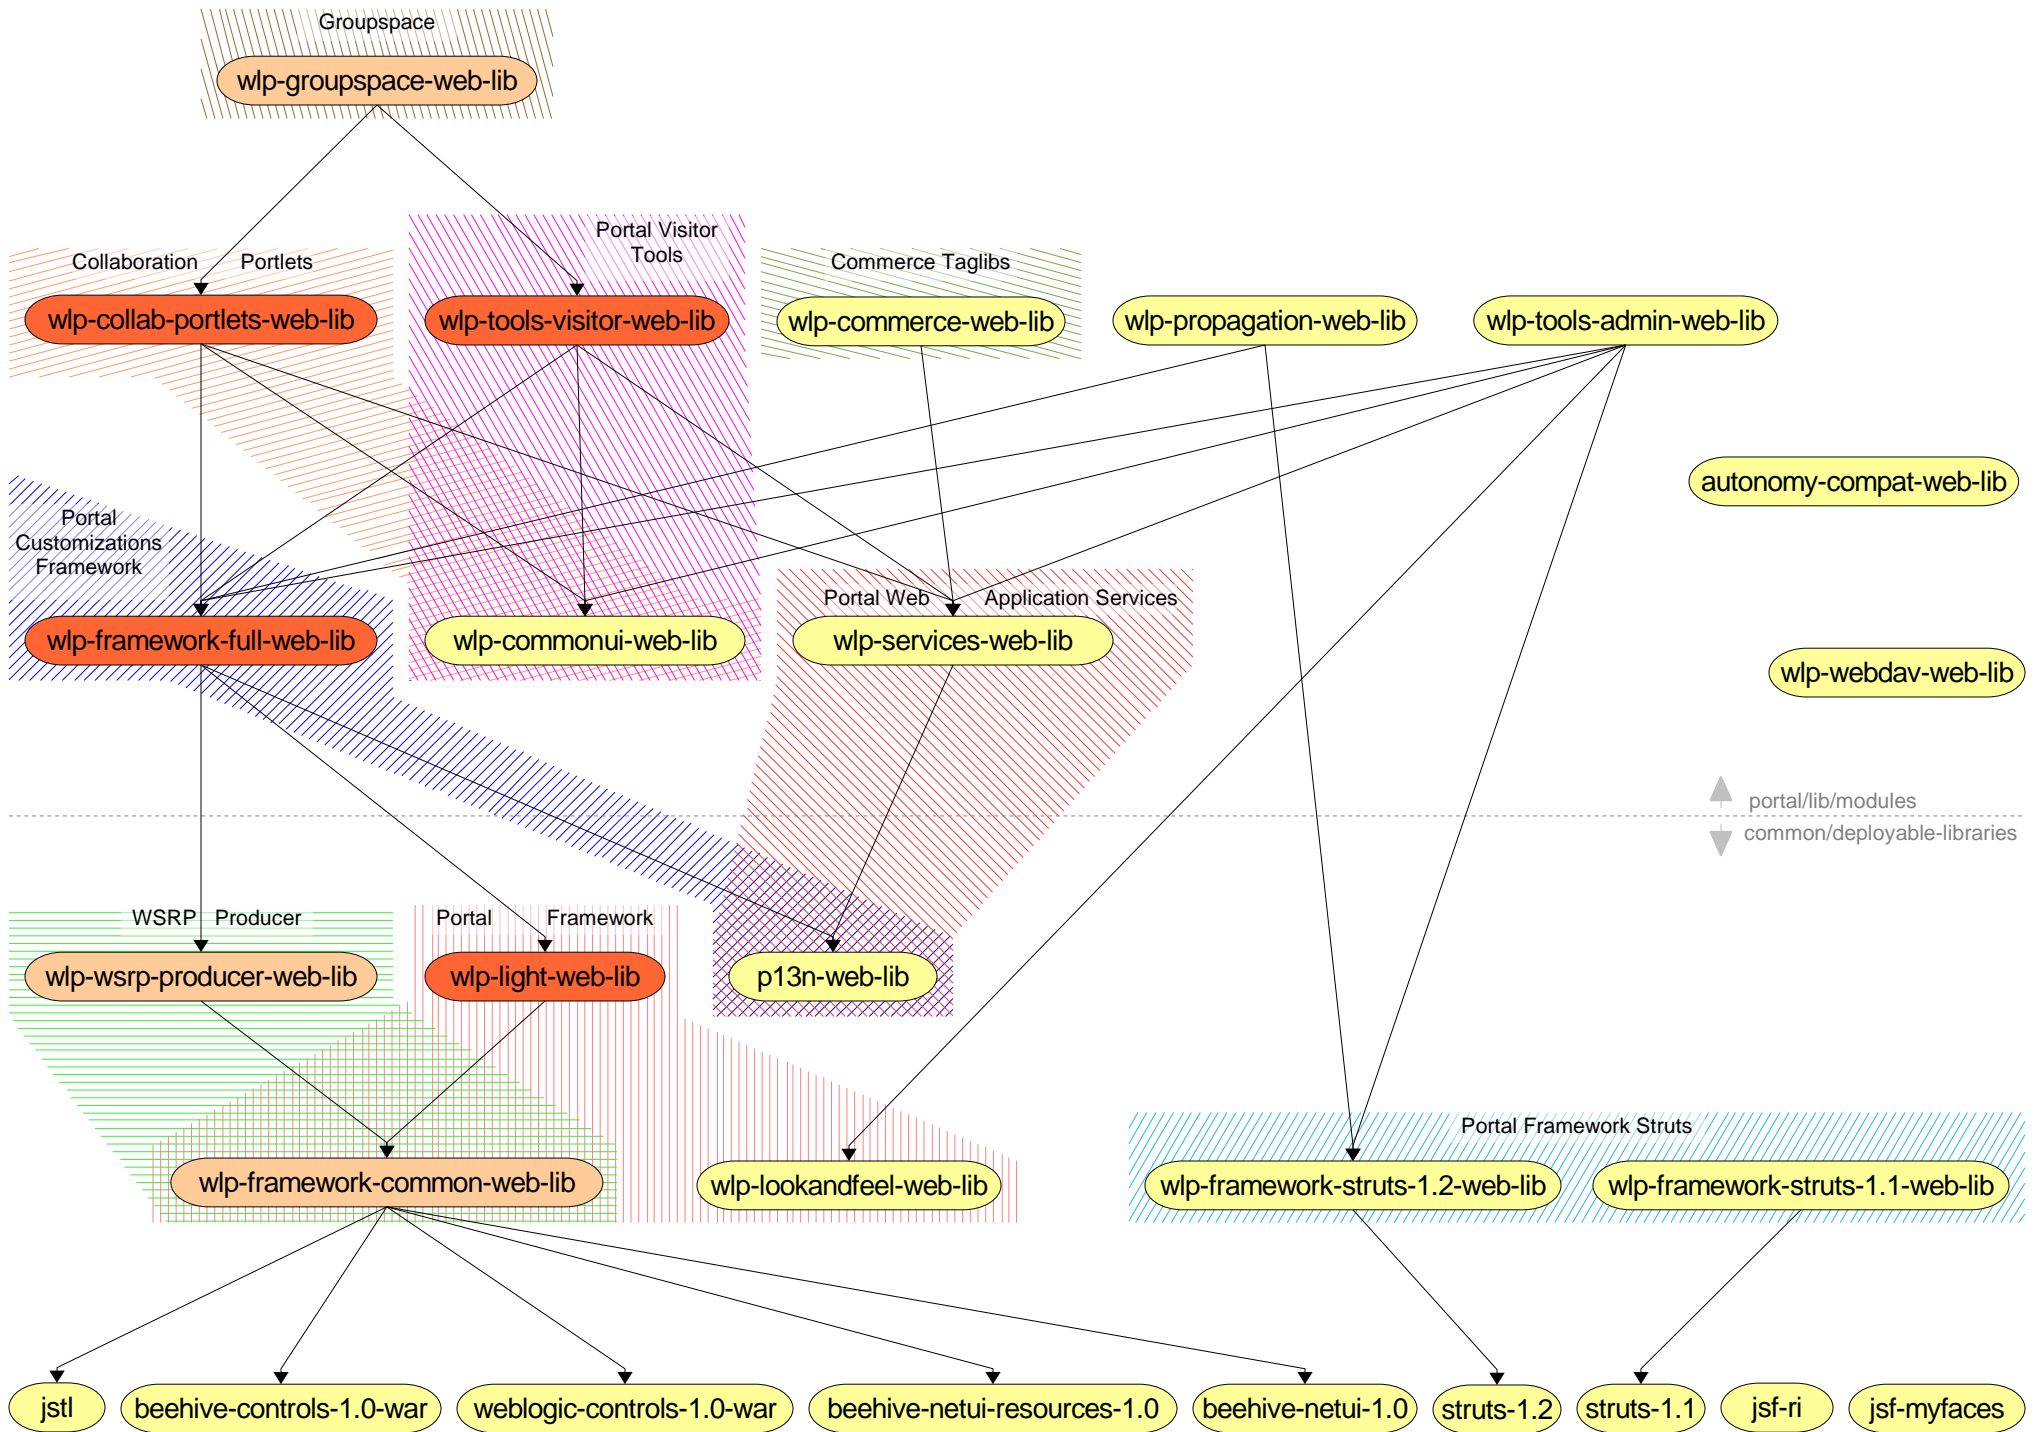 Groupspace
wlp-groupspace-web-lib
Portal Visitor
Tools
Collaboration Portlets
Commerce Taglibs
wlp-collab-portlets-web-lib
wlp-tools-visitor-web-lib
wlp-commerce-web-lib
wlp-propagation-web-lib
wlp-tools-admin-web-lib
autonomy-compat-web-lib
Portal
Customizations
Framework
Portal Web Application Services
wlp-framework-full-web-lib
wlp-commonui-web-lib
wlp-services-web-lib
wlp-webdav-web-lib
portal/lib/modules
common/deployable-libraries
WSRP Producer
Portal Framework
wlp-wsrp-producer-web-lib
wlp-light-web-lib
p13n-web-lib
Portal Framework Struts
wlp-framework-common-web-lib
wlp-lookandfeel-web-lib
wlp-framework-struts-1.2-web-lib
wlp-framework-struts-1.1-web-lib
jstl
beehive-controls-1.0-war
weblogic-controls-1.0-war
beehive-netui-resources-1.0
beehive-netui-1.0
struts-1.2
struts-1.1
jsf-ri
jsf-myfaces